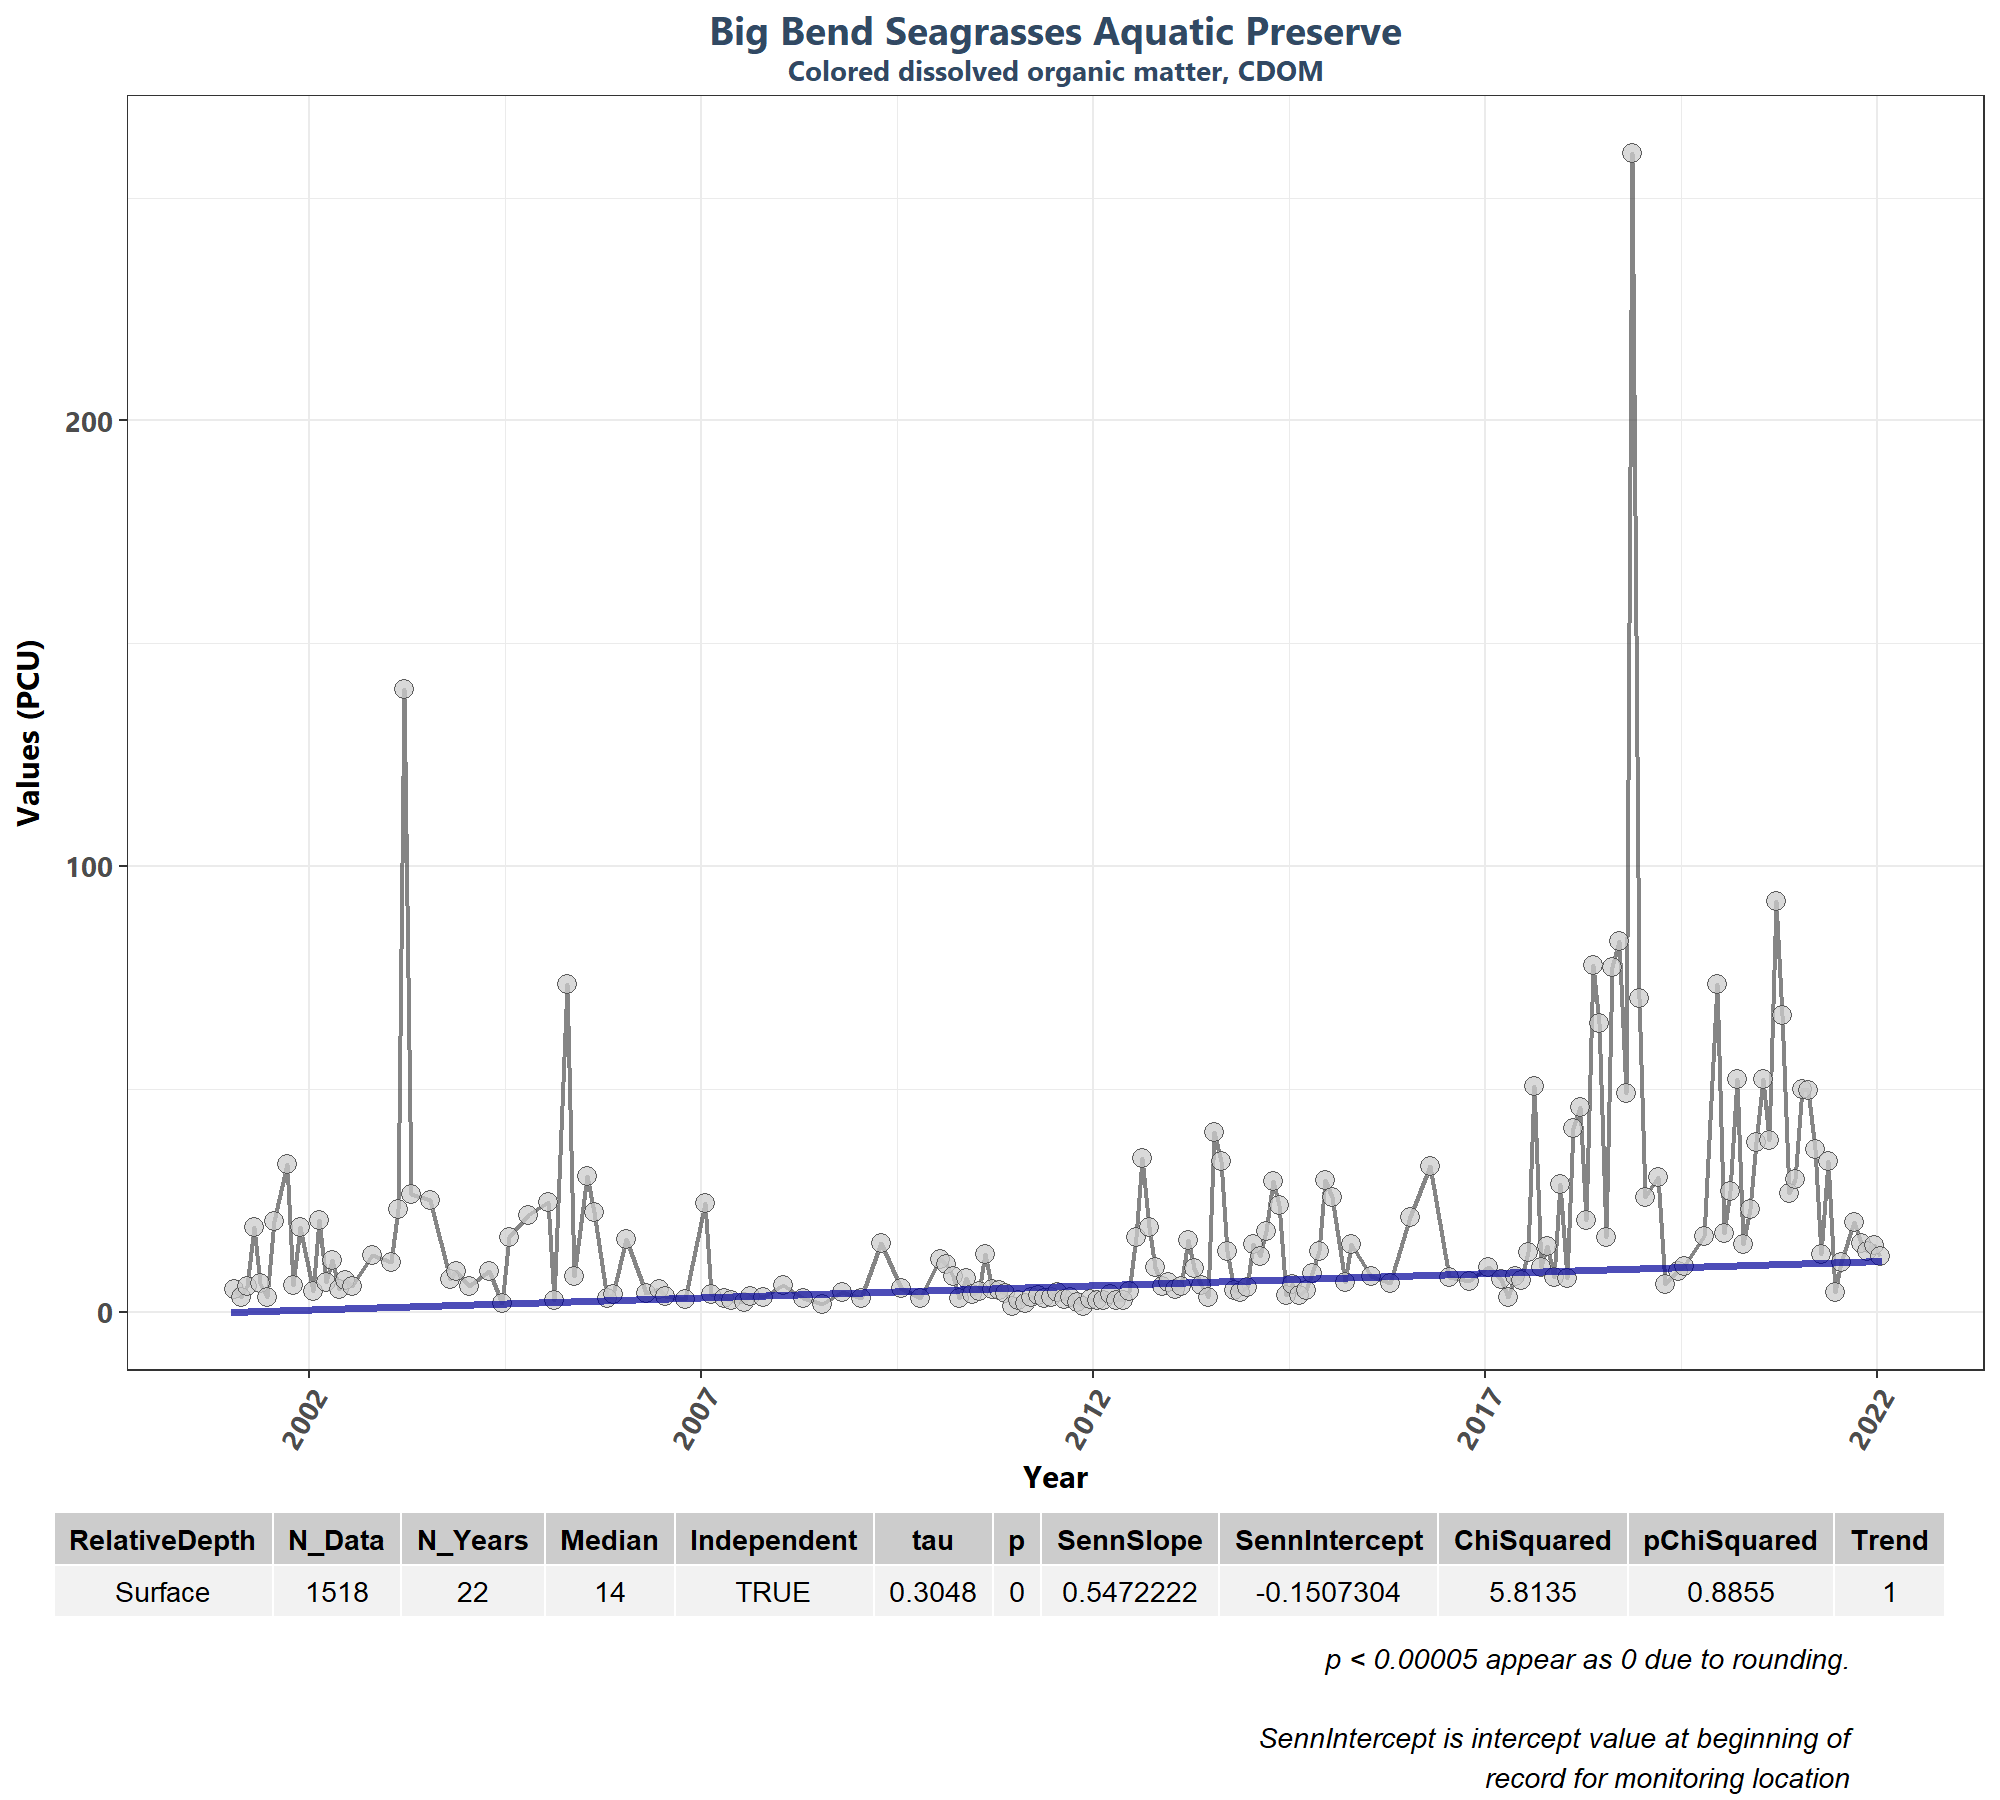 Big Bend Seagrasses Aquatic Preserve
Colored dissolved organic matter, CDOM
Values (PCU)
200
100
0
2002
2007
2012
2017
2022
Year
RelativeDepth N_Data N_Years Median Independent tau p SennSlope SennIntercept ChiSquared pChiSquared Trend
Surface 1518 22 14 TRUE 0.3048 0 0.5472222 -0.1507304 5.8135 0.8855 1
p < 0.00005 appear as 0 due to rounding.
SennIntercept is intercept value at beginning of
record for monitoring location